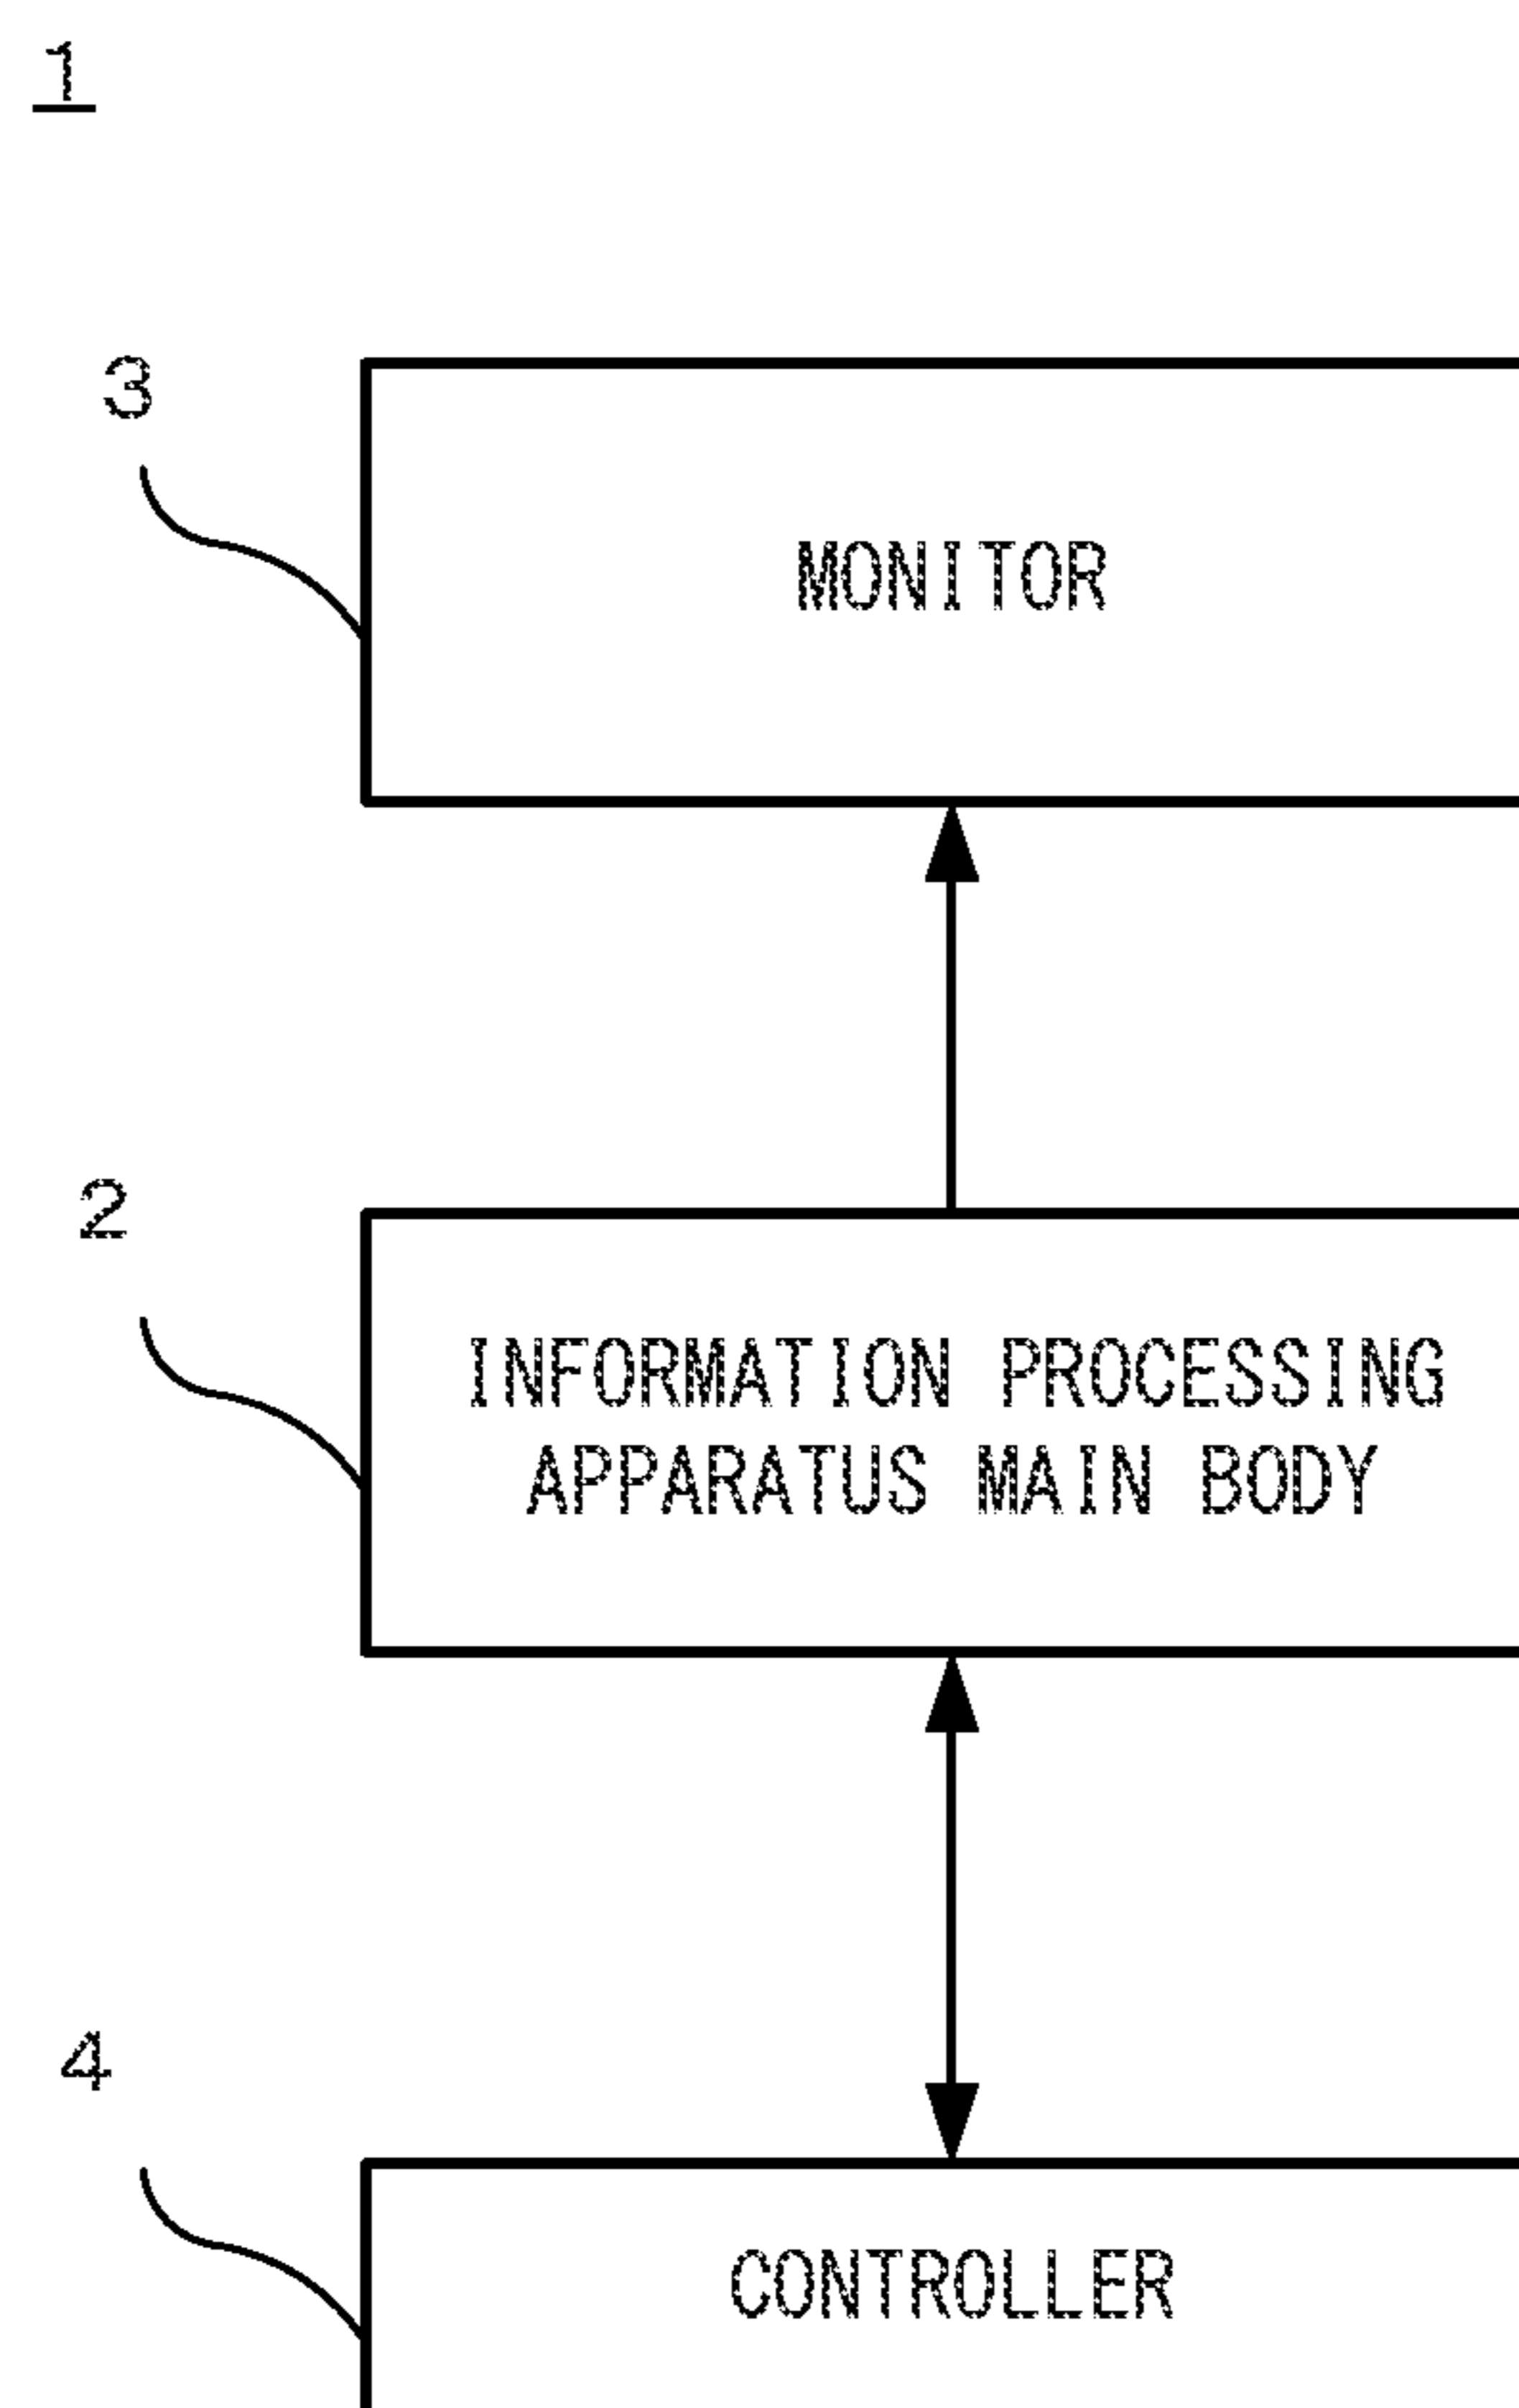 1
3
MONITOR
2
INFORMATION PROCESSING
APPARATUS MAIN BODY
4
CONTROLLER